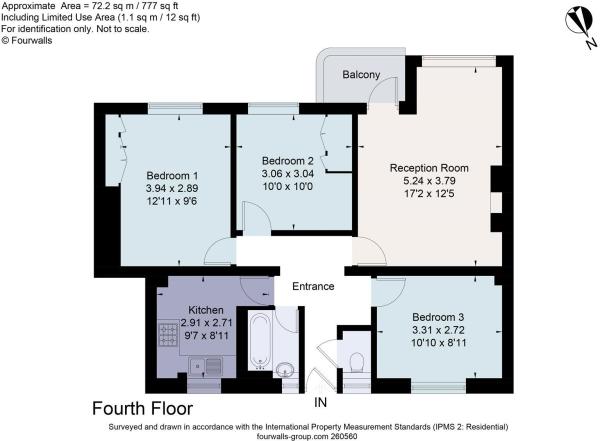 Approximate Area = 72.2 sq m / 777 sq ft
Including Limited Use Area (1.1 sq m / 12 sq ft)
For identification only. Not to scale.
© Fourwalls
Balcony
Bedroom 1
3.94 x 2.89
12'11 x 9'6
Bedroom 2
3.06 x 3.04
10'0 x 10'0
Reception Room
5.24 x 3.79
17'2 x 12'5
Kitchen
2.91 x 2.71
9'7 x 8'11
Entrance
Bedroom 3
3.31 x 2.72
10'10 x 8'11
IN
Fourth Floor
Surveyed and drawn in accordance with the International Property Measurement Standards (IPMS 2: Residential)
fourwalls-group.com 260560